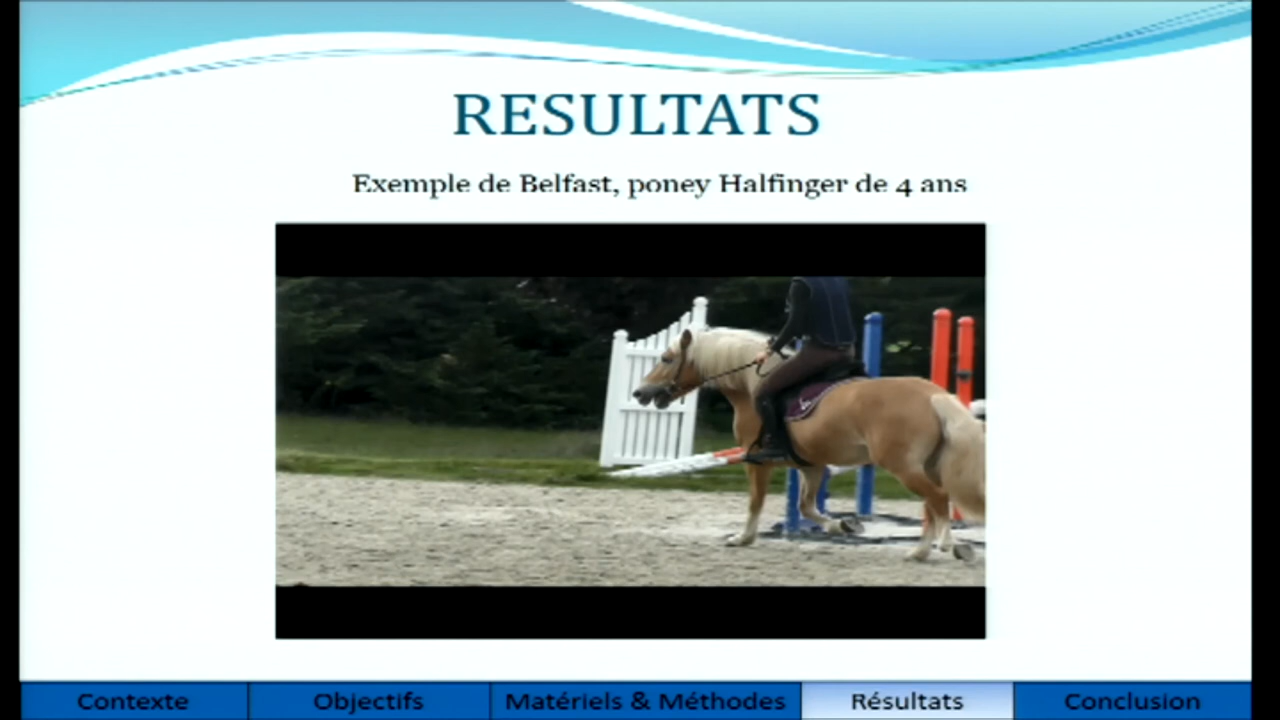 RESULTATS
Exemple de Belfast, poney Halfinger de 4 ans
Contexte
Objectifs
Matériels & Méthodes
Résultats
Conclusion